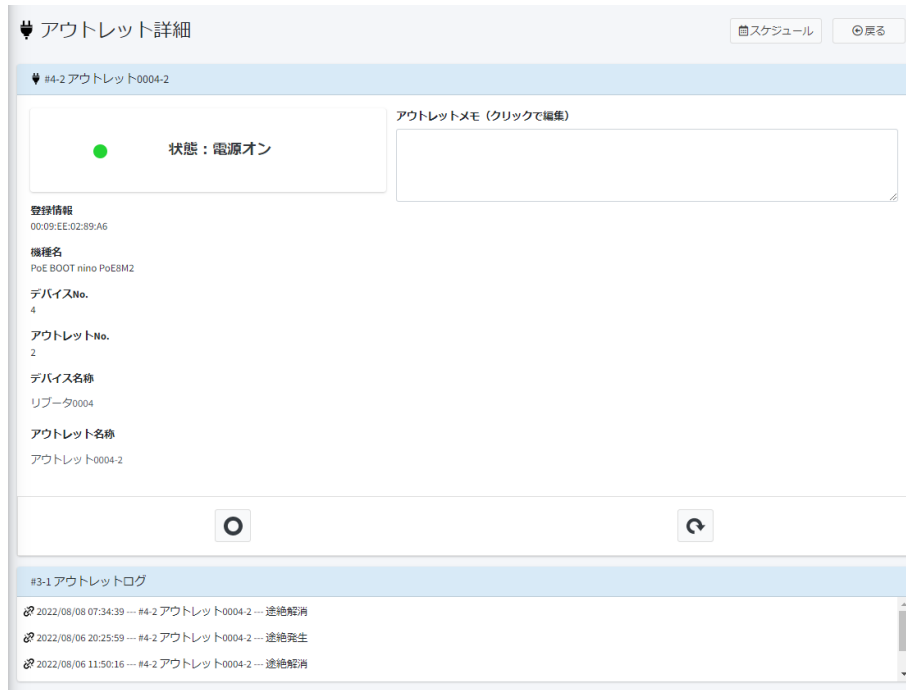 アウトレット詳細
スケジュール
戻る
#4-2 アウトレット0004-2
状態：電源オン
アウトレットメモ（クリックで編集）
登録情報
00:09:EE:02:89:A6
機種名
PoE BOOT nino PoE8M2
デバイスNo.
4
アウトレットNo.
2
デバイス名称
リブータ0004
アウトレット名称
アウトレット0004-2
#3-1 アウトレットログ
2022/08/08 07:34:39 --- #4-2 アウトレット0004-2 --- 途絶解消
2022/08/06 20:25:59 --- #4-2 アウトレット0004-2 --- 途絶発生
2022/08/06 11:50:16 --- #4-2 アウトレット0004-2 --- 途絶解消